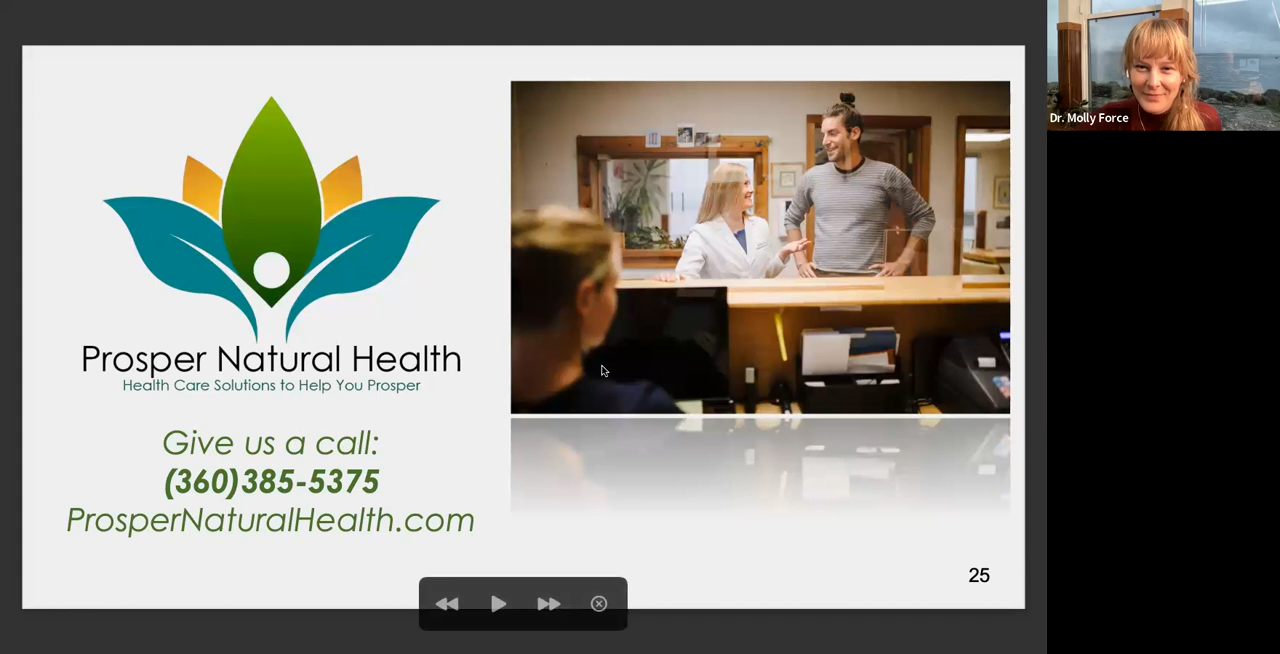 Prosper Natural Health
Health Care Solutions to Help You Prosper
Give us a call:
(360)385-5375
ProsperNaturalHealth.com
25
Dr. Molly Force